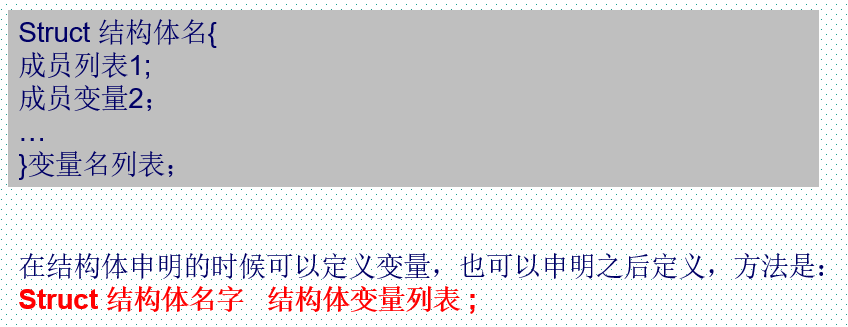 Struct 结构体名{
成员列表1;
成员变量2；
…
}变量名列表；
在结构体申明的时候可以定义变量，也可以申明之后定义，方法是：
Struct 结构体名字 结构体变量列表 ;